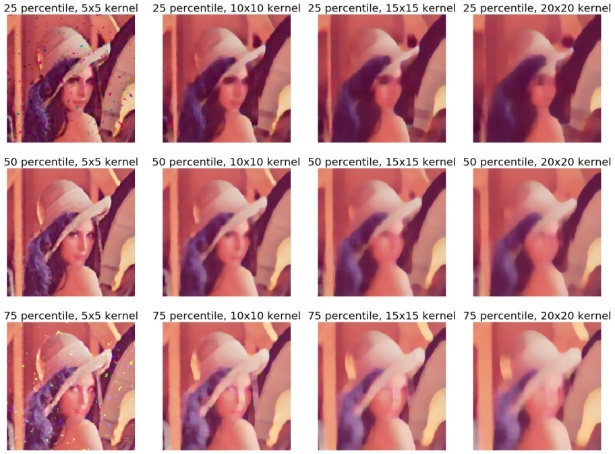 25 percentile, 5x5 kernel 25 percentile, 10x10 kernel 25 percentile, 15x15 kernel 25 percentile, 20x20 kernel
50 percentile, 5x5 kernel 50 percentile, 10x10 kernel 50 percentile, 15x15 kernel 50 percentile, 20x20 kernel
75 percentile, 5x5 kernel 75 percentile, 10x10 kernel 75 percentile, 15x15 kernel 75 percentile, 20x20 kernel